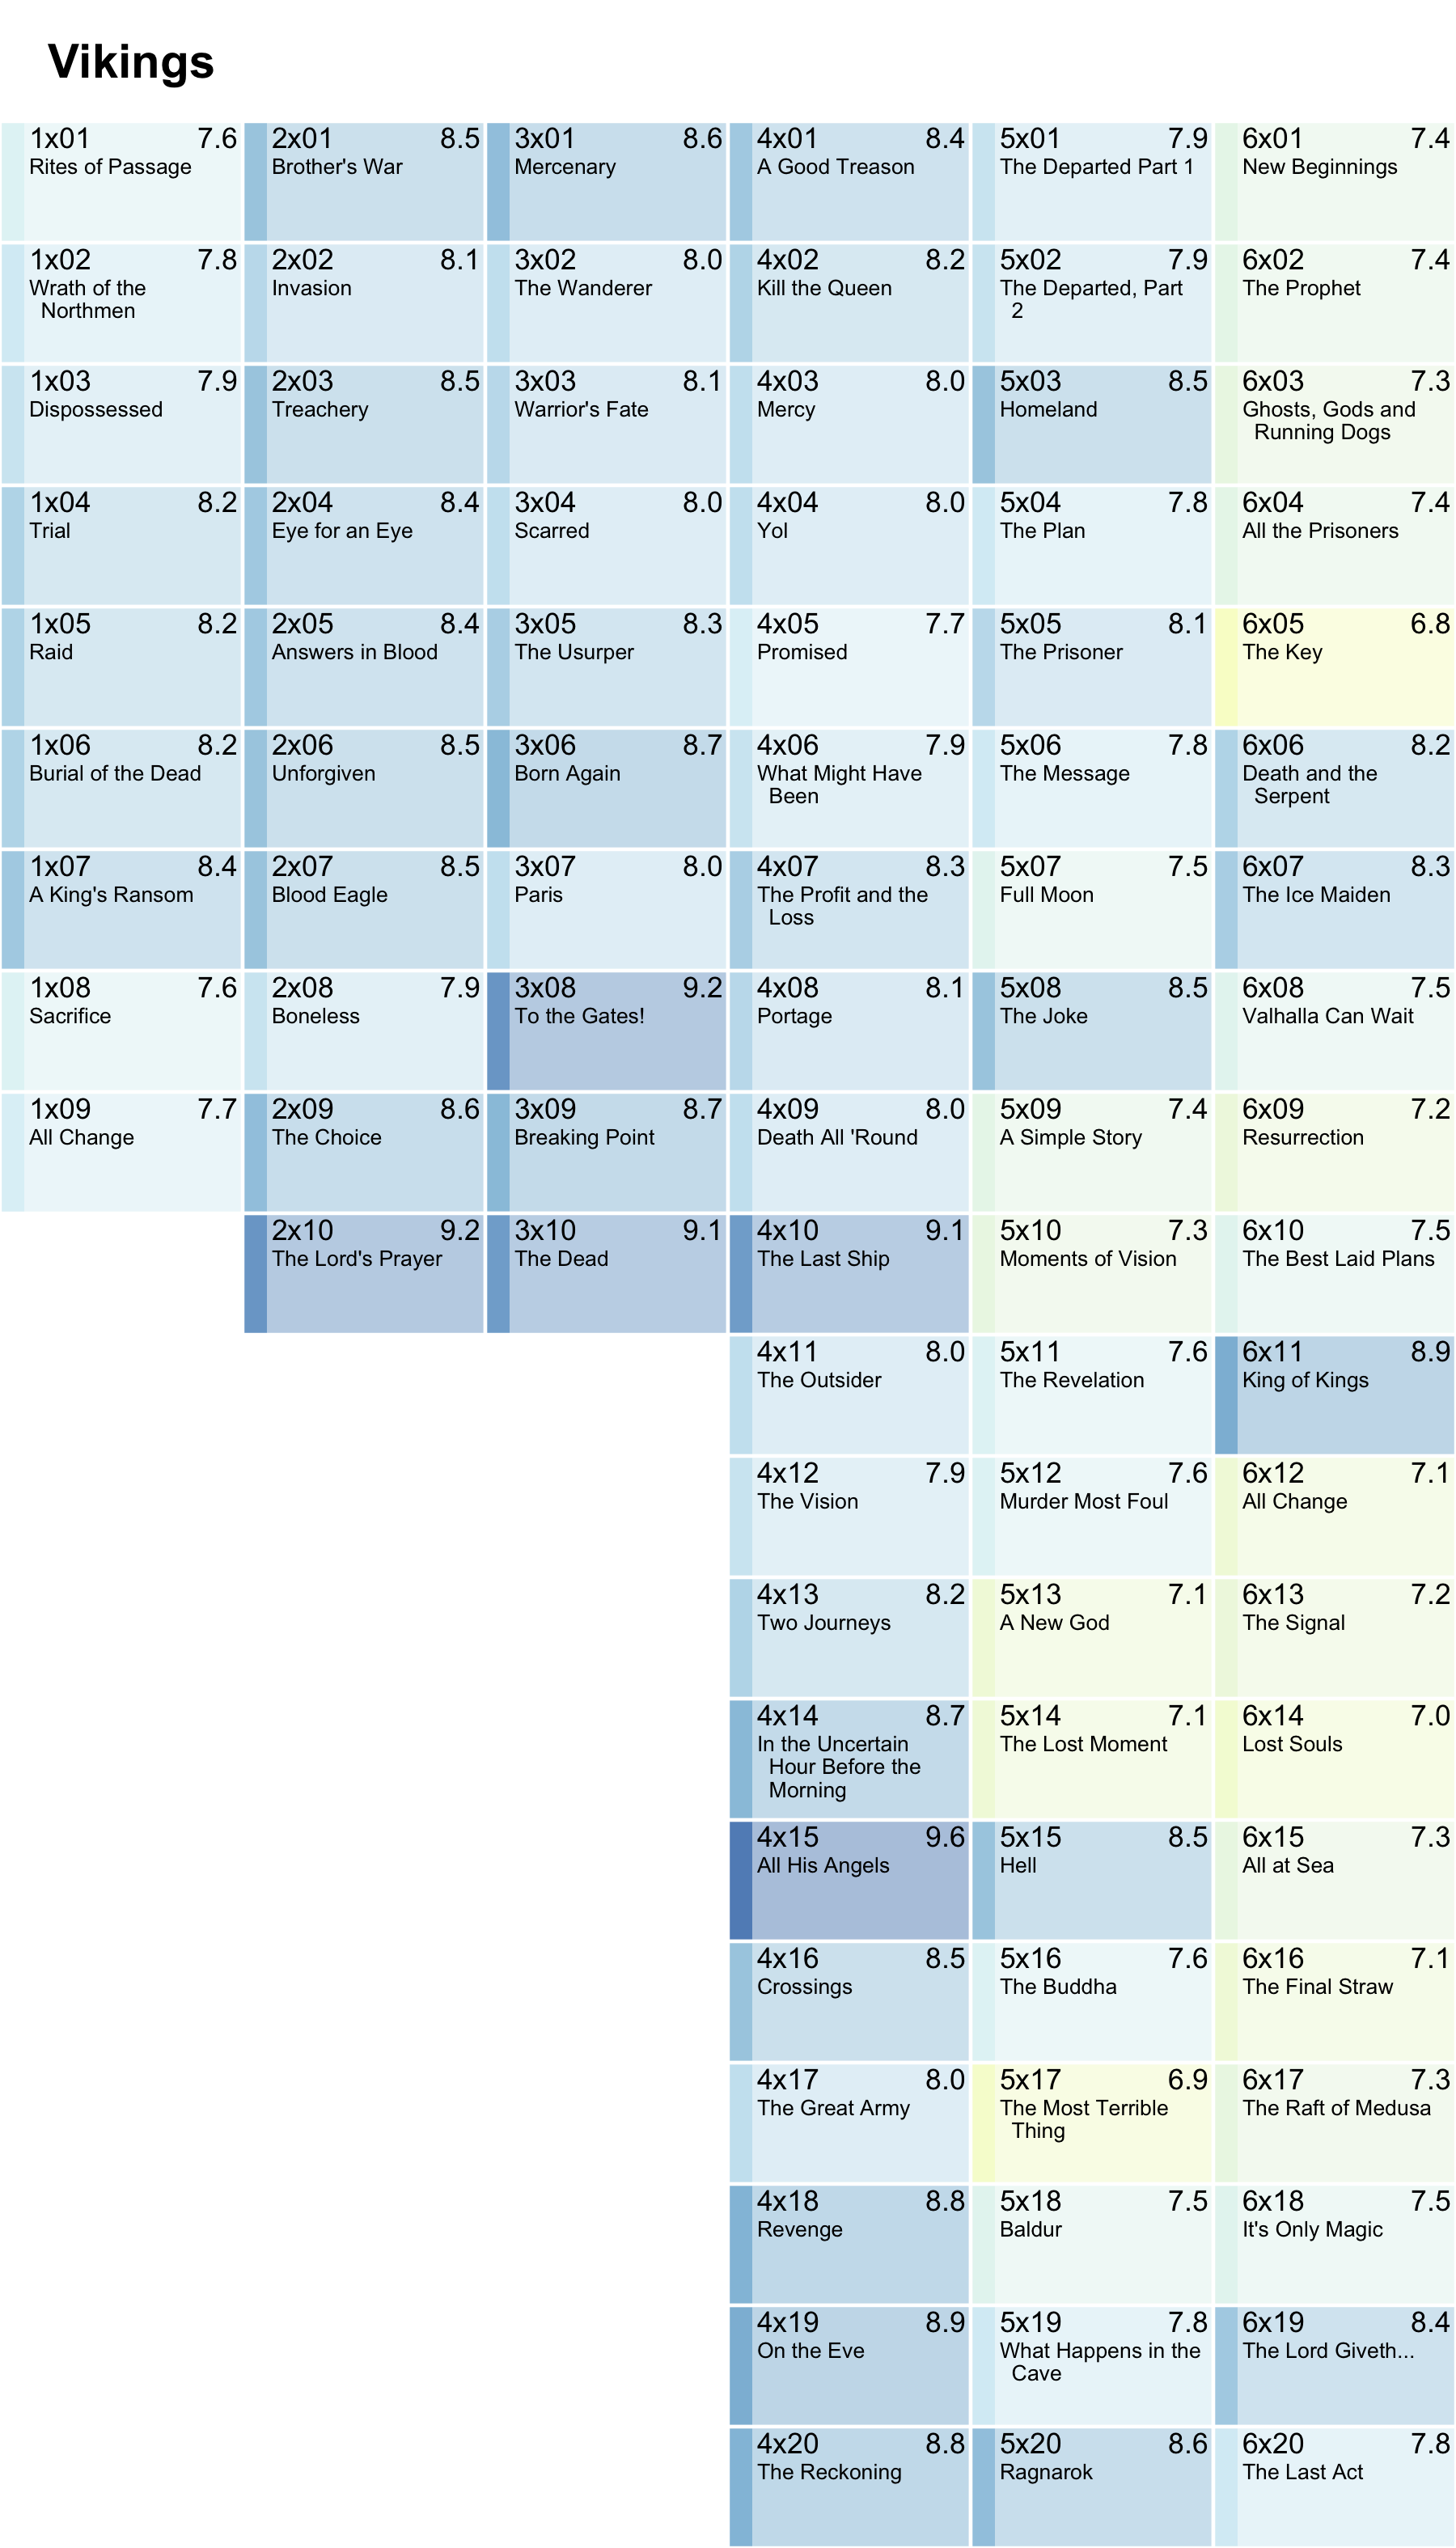 Vikings
1x01 7.6
Rites of Passage
1x02 7.8
Wrath of the
Northmen
1x03 7.9
Dispossessed
1x04 8.2
Trial
1x05 8.2
Raid
1x06 8.2
Burial of the Dead
1x07 8.4
A King's Ransom
1x08 7.6
Sacrifice
1x09 7.7
All Change
2x01 8.5
Brother's War
2x02 8.1
Invasion
2x03 8.5
Treachery
2x04 8.4
Eye for an Eye
2x05 8.4
Answers in Blood
2x06 8.5
Unforgiven
2x07 8.5
Blood Eagle
2x08 7.9
Boneless
2x09 8.6
The Choice
2x10 9.2
The Lord's Prayer
3x01 8.6
Mercenary
3x02 8.0
The Wanderer
3x03 8.1
Warrior's Fate
3x04 8.0
Scarred
3x05 8.3
The Usurper
3x06 8.7
Born Again
3x07 8.0
Paris
3x08 9.2
To the Gates!
3x09 8.7
Breaking Point
3x10 9.1
The Dead
4x01 8.4
A Good Treason
4x02 8.2
Kill the Queen
4x03 8.0
Mercy
4x04 8.0
Yol
4x05 7.7
Promised
4x06 7.9
What Might Have
Been
4x07 8.3
The Profit and the
Loss
4x08 8.1
Portage
4x09 8.0
Death All 'Round
4x10 9.1
The Last Ship
4x11 8.0
The Outsider
4x12 7.9
The Vision
4x13 8.2
Two Journeys
4x14 8.7
In the Uncertain
Hour Before the
Morning
4x15 9.6
All His Angels
4x16 8.5
Crossings
4x17 8.0
The Great Army
4x18 8.8
Revenge
4x19 8.9
On the Eve
4x20 8.8
The Reckoning
5x01 7.9
The Departed Part 1
5x02 7.9
The Departed, Part
2
5x03 8.5
Homeland
5x04 7.8
The Plan
5x05 8.1
The Prisoner
5x06 7.8
The Message
5x07 7.5
Full Moon
5x08 8.5
The Joke
5x09 7.4
A Simple Story
5x10 7.3
Moments of Vision
5x11 7.6
The Revelation
5x12 7.6
Murder Most Foul
5x13 7.1
A New God
5x14 7.1
The Lost Moment
5x15 8.5
Hell
5x16 7.6
The Buddha
5x17 6.9
The Most Terrible
Thing
5x18 7.5
Baldur
5x19 7.8
What Happens in the
Cave
5x20 8.6
Ragnarok
6x01 7.4
New Beginnings
6x02 7.4
The Prophet
6x03 7.3
Ghosts, Gods and
Running Dogs
6x04 7.4
All the Prisoners
6x05 6.8
The Key
6x06 8.2
Death and the
Serpent
6x07 8.3
The Ice Maiden
6x08 7.5
Valhalla Can Wait
6x09 7.2
Resurrection
6x10 7.5
The Best Laid Plans
6x11 8.9
King of Kings
6x12 7.1
All Change
6x13 7.2
The Signal
6x14 7.0
Lost Souls
6x15 7.3
All at Sea
6x16 7.1
The Final Straw
6x17 7.3
The Raft of Medusa
6x18 7.5
It's Only Magic
6x19 8.4
The Lord Giveth...
6x20 7.8
The Last Act